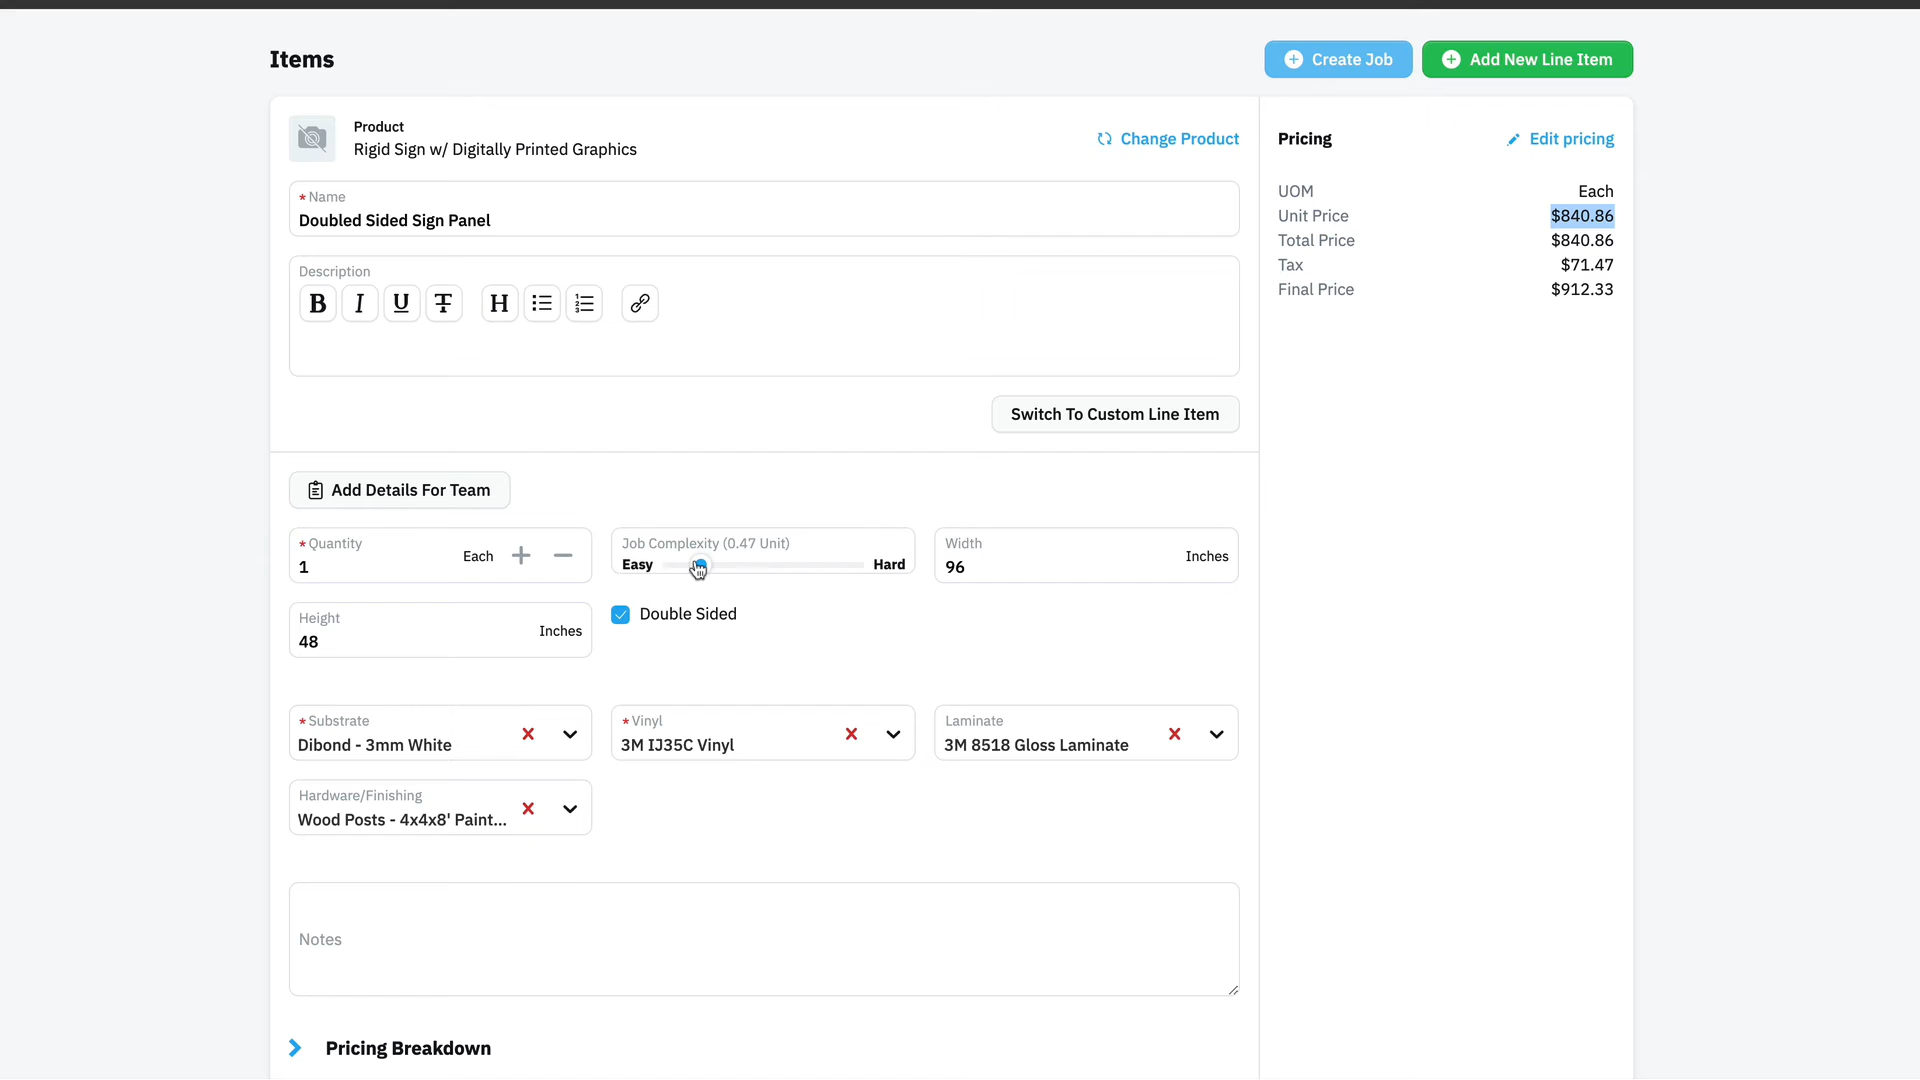 Items
Create Job
Add New Line Item
Product
Rigid Sign w/ Digitally Printed Graphics
Change Product
* Name
Doubled Sided Sign Panel
Description
B I U T H
Switch To Custom Line Item
Pricing
Edit pricing
UOM Each
Unit Price $840.86
Total Price $840.86
Tax $71.47
Final Price $912.33
Add Details For Team
* Quantity
1
Each
Job Complexity (0.47 Unit)
Easy Hard
Width
96
Inches
Height
48
Inches
Double Sided
* Substrate
Dibond - 3mm White
* Vinyl
3M IJ35C Vinyl
Laminate
3M 8518 Gloss Laminate
Hardware/Finishing
Wood Posts - 4x4x8' Paint...
Notes
Pricing Breakdown